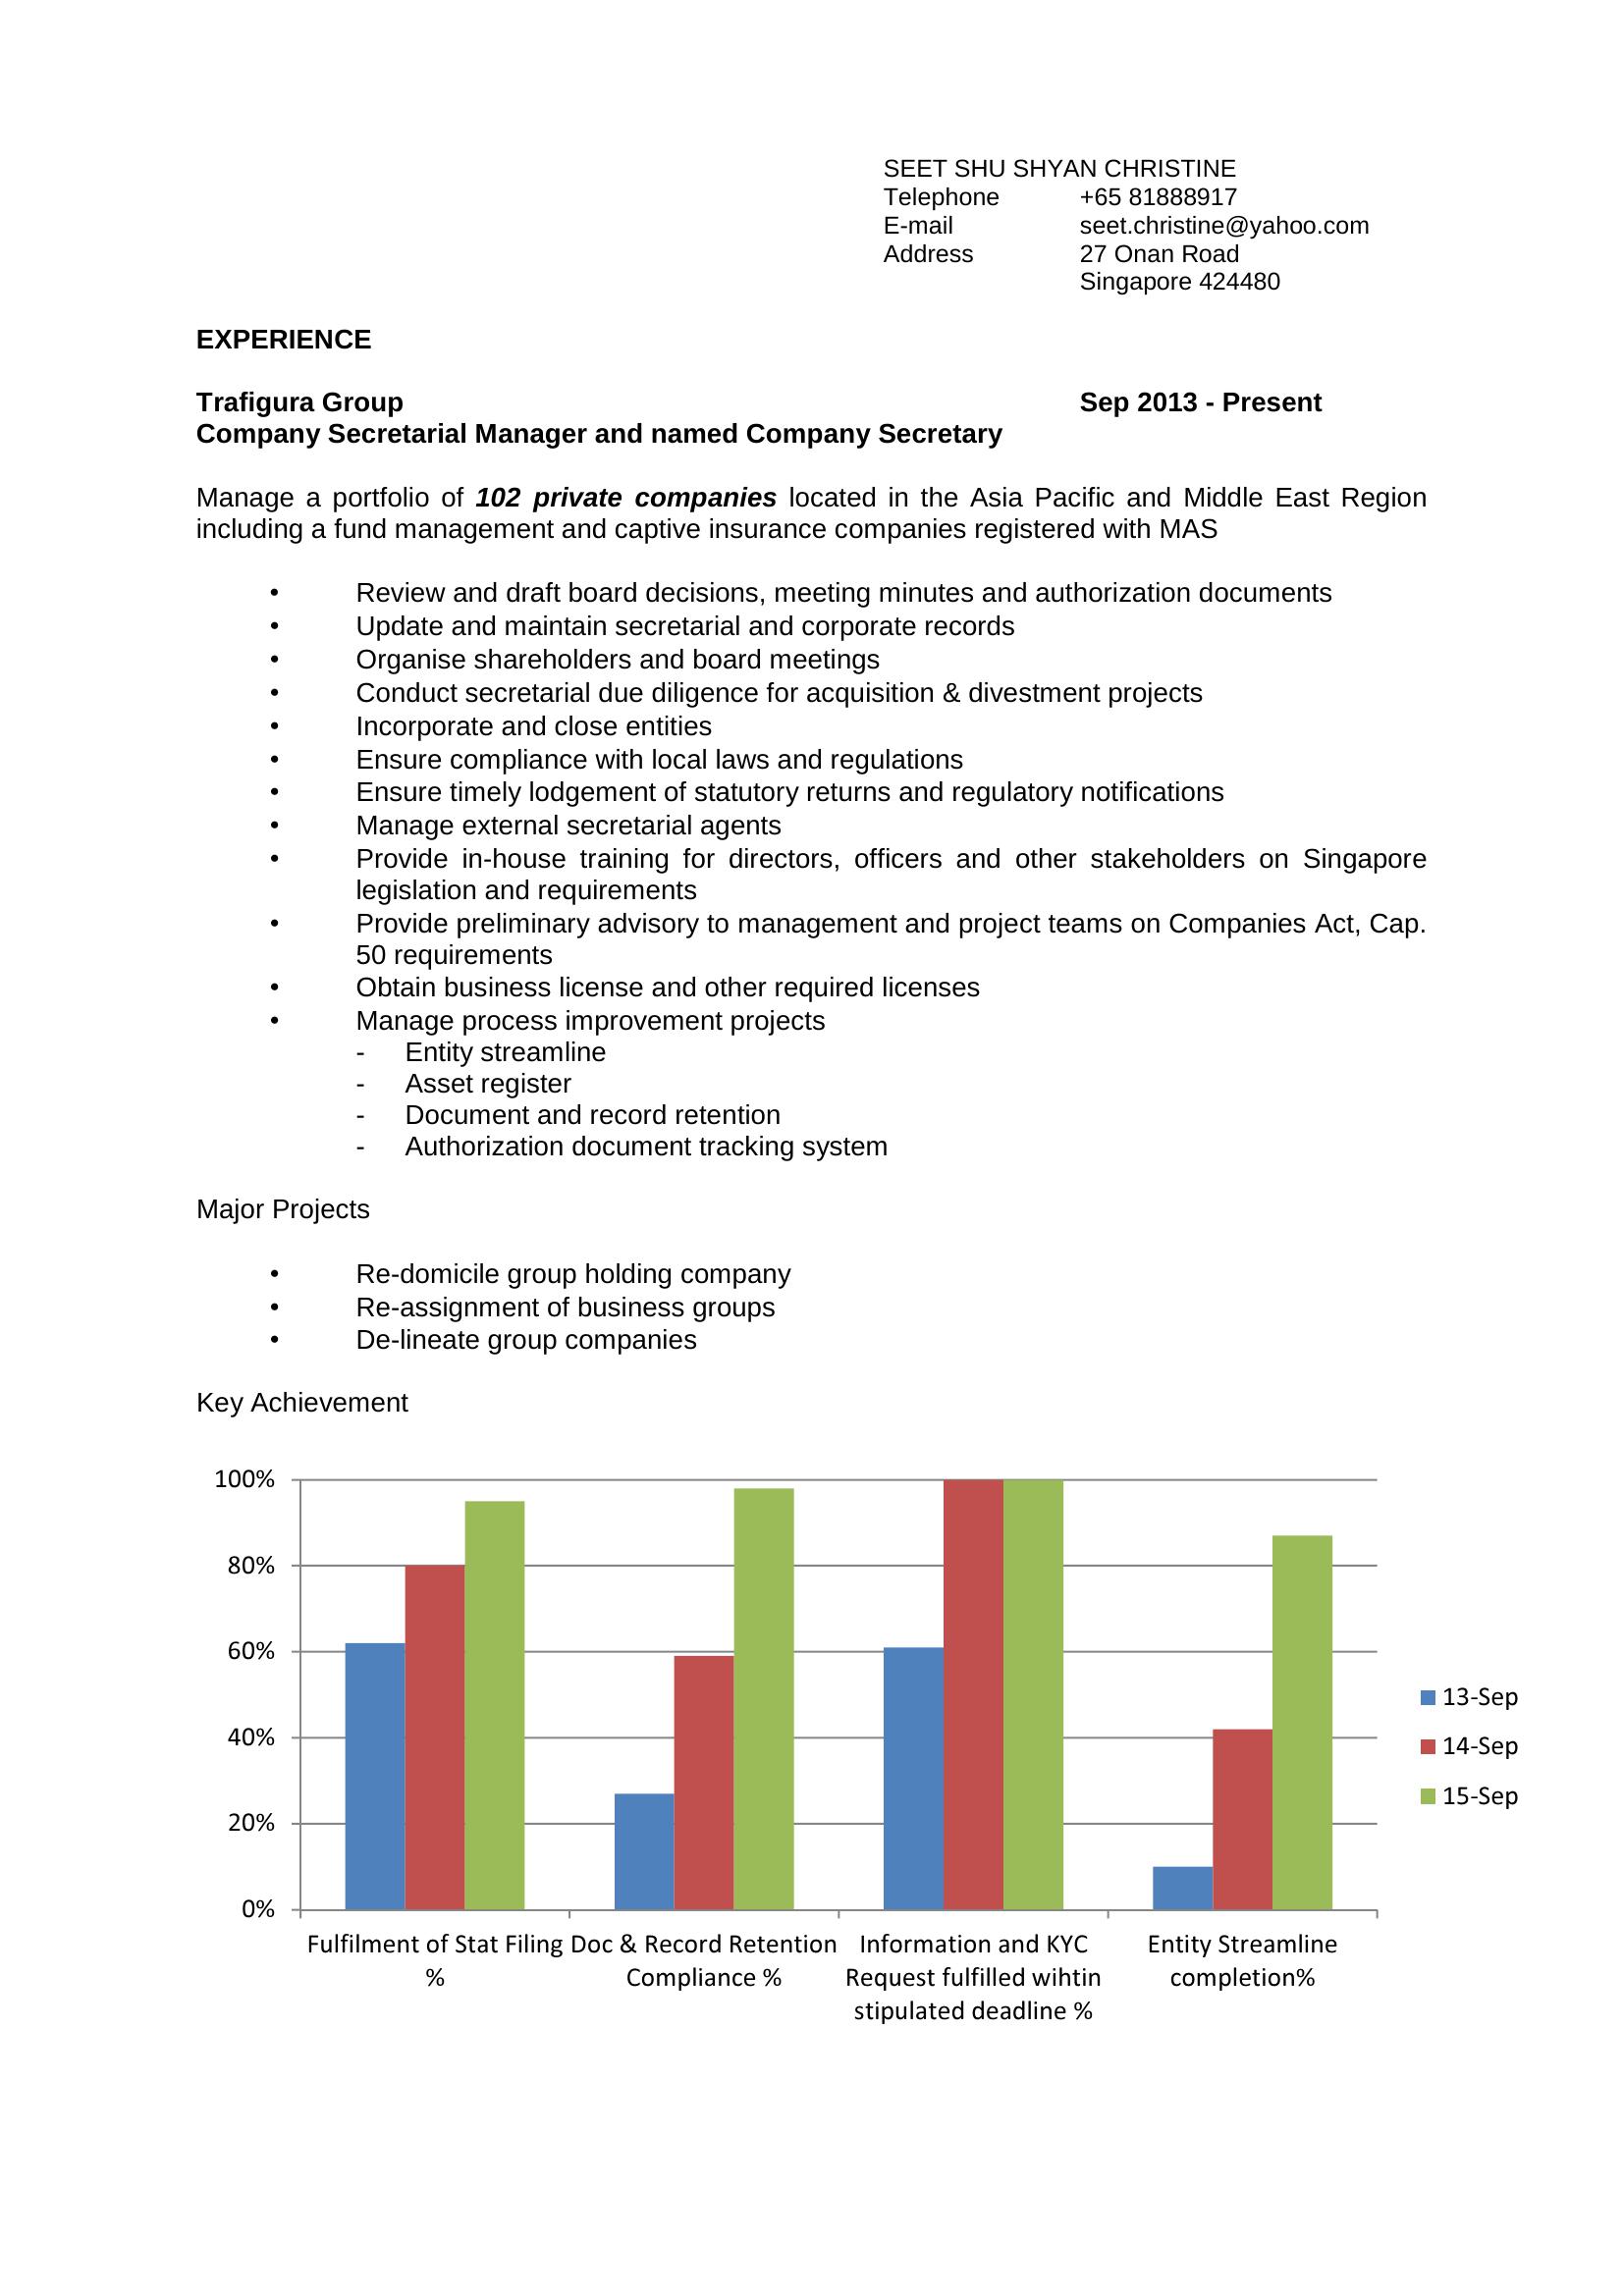 SEET SHU SHYAN CHRISTINE
Telephone +65 81888917
E-mail seet.christine@yahoo.com
Address 27 Onan Road
Singapore 424480
EXPERIENCE
Trafigura Group Sep 2013 - Present
Company Secretarial Manager and named Company Secretary
Manage a portfolio of 102 private companies located in the Asia Pacific and Middle East Region
including a fund management and captive insurance companies registered with MAS
• Review and draft board decisions, meeting minutes and authorization documents
• Update and maintain secretarial and corporate records
• Organise shareholders and board meetings
• Conduct secretarial due diligence for acquisition & divestment projects
• Incorporate and close entities
• Ensure compliance with local laws and regulations
• Ensure timely lodgement of statutory returns and regulatory notifications
• Manage external secretarial agents
• Provide in-house training for directors, officers and other stakeholders on Singapore
legislation and requirements
• Provide preliminary advisory to management and project teams on Companies Act, Cap.
50 requirements
• Obtain business license and other required licenses
• Manage process improvement projects
- Entity streamline
- Asset register
- Document and record retention
- Authorization document tracking system
Major Projects
• Re-domicile group holding company
• Re-assignment of business groups
• De-lineate group companies
Key Achievement
100%
80%
60%
40%
20%
0%
13-Sep
14-Sep
15-Sep
Fulfilment of Stat Filing Doc & Record Retention Information and KYC Entity Streamline
% Compliance % Request fulfilled wihtin completion%
stipulated deadline %